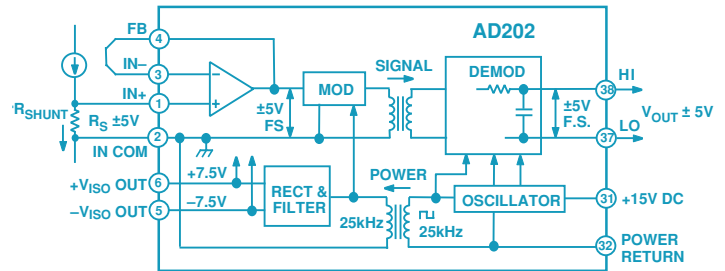 AD202
FB
4
IN–
3
IN+
1
RSHUNT
RS ±5V
2
IN COM
±5V
FS
MOD
SIGNAL
DEMOD
±5V
F.S.
38
HI
VOUT ± 5V
37
LO
+VISO OUT
6
+7.5V
–VISO OUT
5
–7.5V
RECT &
FILTER
POWER
25kHz
25kHz
OSCILLATOR
31
+15V DC
32
POWER
RETURN